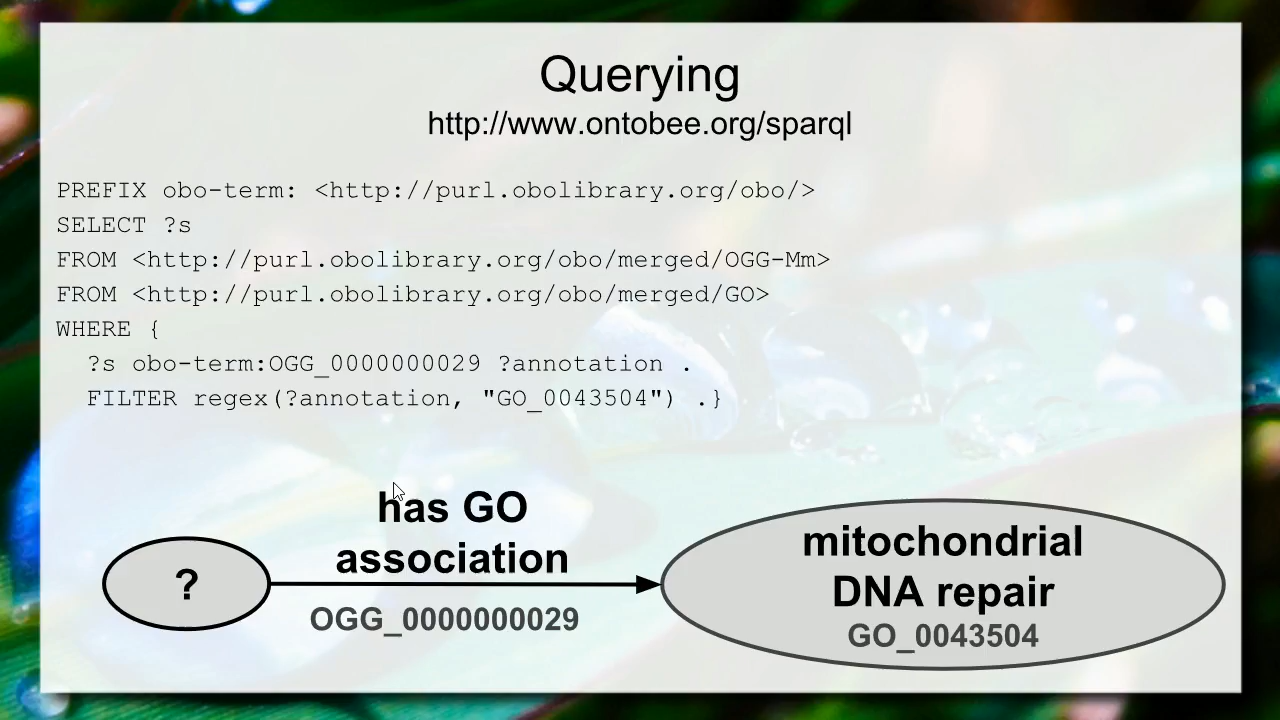 Querying
http://www.ontobee.org/sparql
PREFIX obo-term: <http://purl.obolibrary.org/obo/>
SELECT ?s
FROM <http://purl.obolibrary.org/obo/merged/OGG-Mm>
FROM <http://purl.obolibrary.org/obo/merged/GO>
WHERE {
?s obo-term:OGG_0000000029 ?annotation .
FILTER regex(?annotation, "GO_0043504") .}
has GO
association
?
OGG_0000000029
mitochondrial
DNA repair
GO_0043504